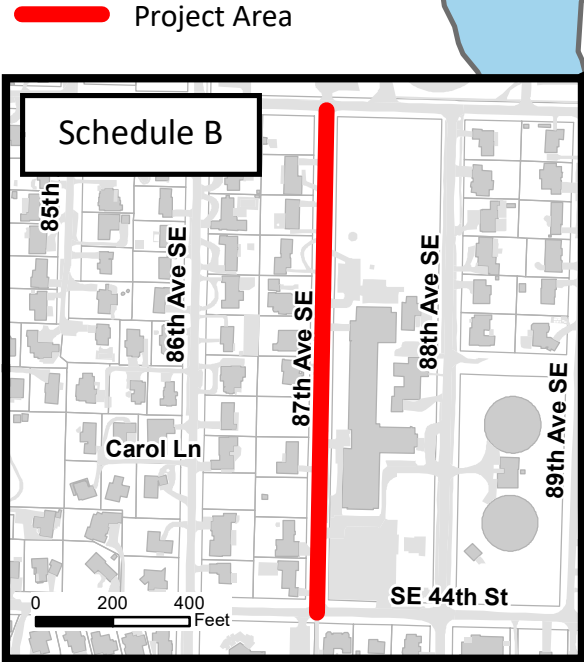 Project Area
Schedule B
85th
86th Ave SE
87th Ave SE
88th Ave SE
89th Ave SE
Carol Ln
SE 44th St
0 200 400
Feet